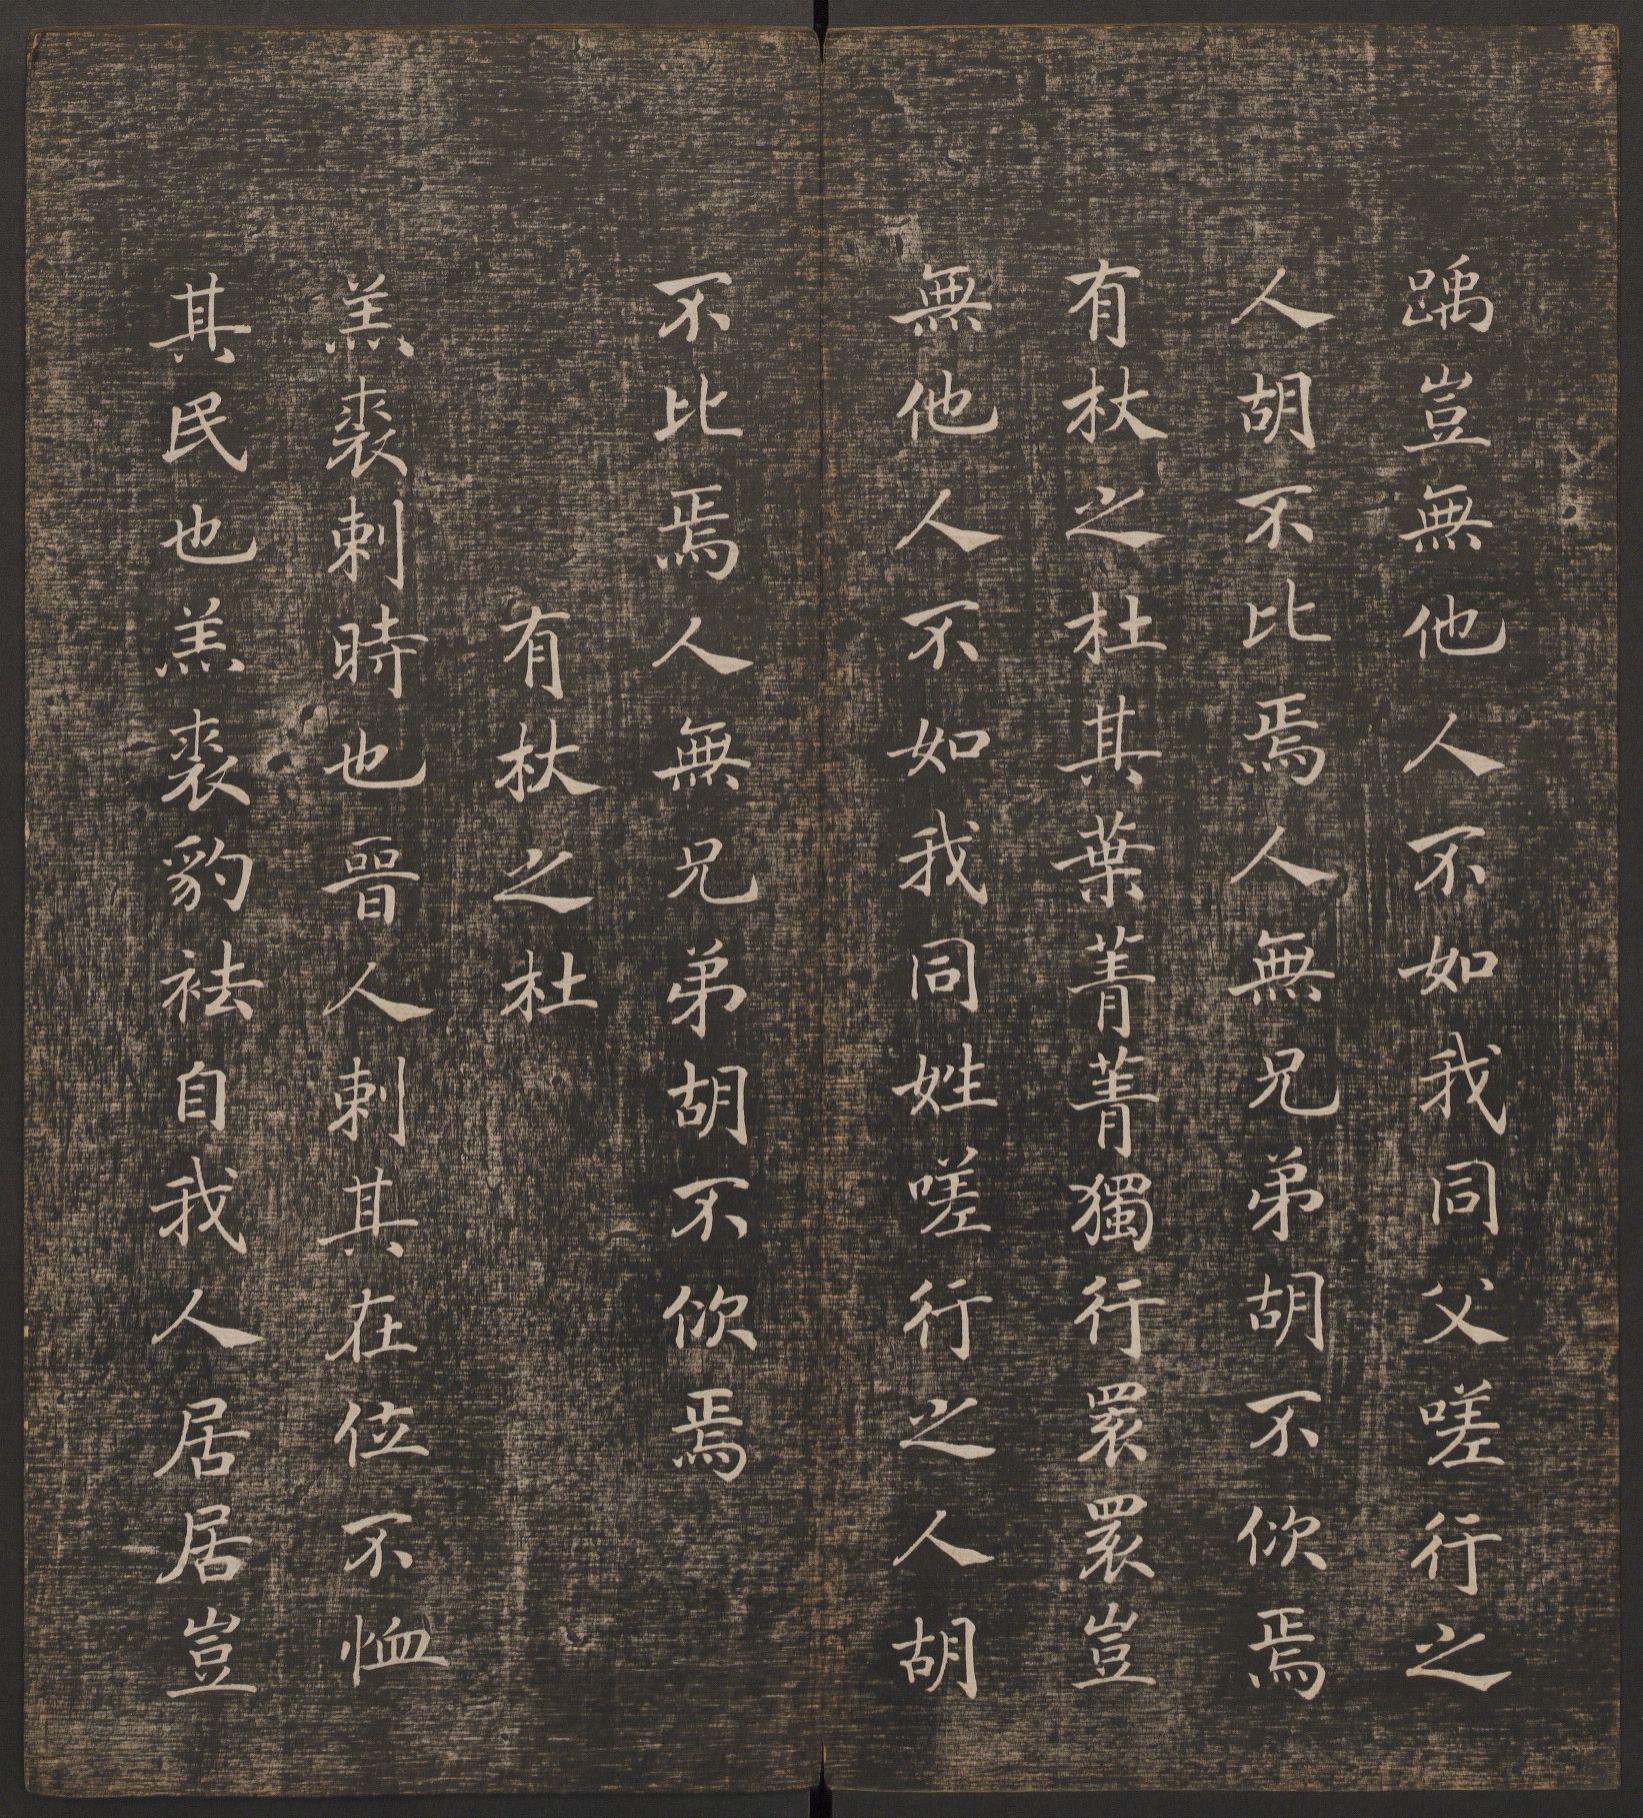 踽豈無他人不如我同父嗟行之
人胡不比焉人無兄弟胡不佽焉
有杕之杜其葉菁菁獨行睘睘豈
無他人不如我同姓嗟行之人胡
不比焉人無兄弟胡不佽焉
有杕之杜
羔裘刺時也晉人刺其在位不恤
其民也羔裘豹袪自我人居居豈